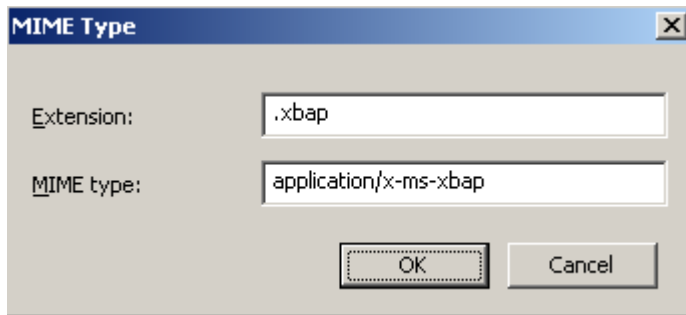 MIME Type
Extension: .xbap
MIME type: application/x-ms-xbap
OK Cancel